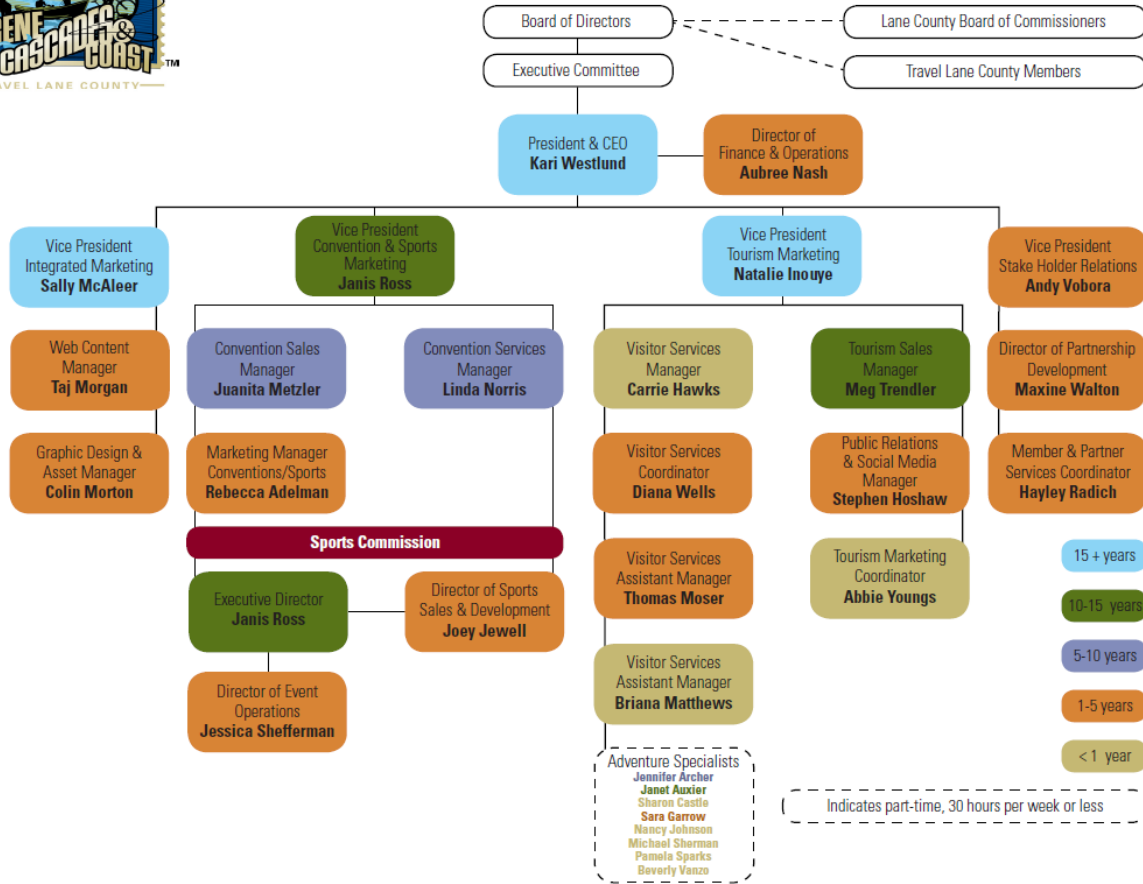 GENE
CASCADES &
COAST TM
AVEL LANE COUNTY
Board of Directors
Lane County Board of Commissioners
Executive Committee
Travel Lane County Members
President & CEO
Kari Westlund
Director of
Finance & Operations
Aubree Nash
Vice President
Integrated Marketing
Sally McAleer
Vice President
Convention & Sports
Marketing
Janis Ross
Vice President
Tourism Marketing
Natalie Inouye
Vice President
Stake Holder Relations
Andy Vobora
Web Content
Manager
Taj Morgan
Convention Sales
Manager
Juanita Metzler
Convention Services
Manager
Linda Norris
Visitor Services
Manager
Carrie Hawks
Tourism Sales
Manager
Meg Trendler
Director of Partnership
Development
Maxine Walton
Graphic Design &
Asset Manager
Colin Morton
Marketing Manager
Conventions/Sports
Rebecca Adelman
Visitor Services
Coordinator
Diana Wells
Public Relations
& Social Media
Manager
Stephen Hoshaw
Member & Partner
Services Coordinator
Hayley Radich
Sports Commission
Executive Director
Janis Ross
Director of Sports
Sales & Development
Joey Jewell
Visitor Services
Assistant Manager
Thomas Moser
Tourism Marketing
Coordinator
Abbie Youngs
Director of Event
Operations
Jessica Shefferman
Visitor Services
Assistant Manager
Briana Matthews
15 + years
10-15 years
5-10 years
1-5 years
< 1 year
Adventure Specialists
Jennifer Archer
Janet Auxier
Sharon Castle
Sara Garrow
Nancy Johnson
Michael Sherman
Pamela Sparks
Beverly Vanzo
Indicates part-time, 30 hours per week or less